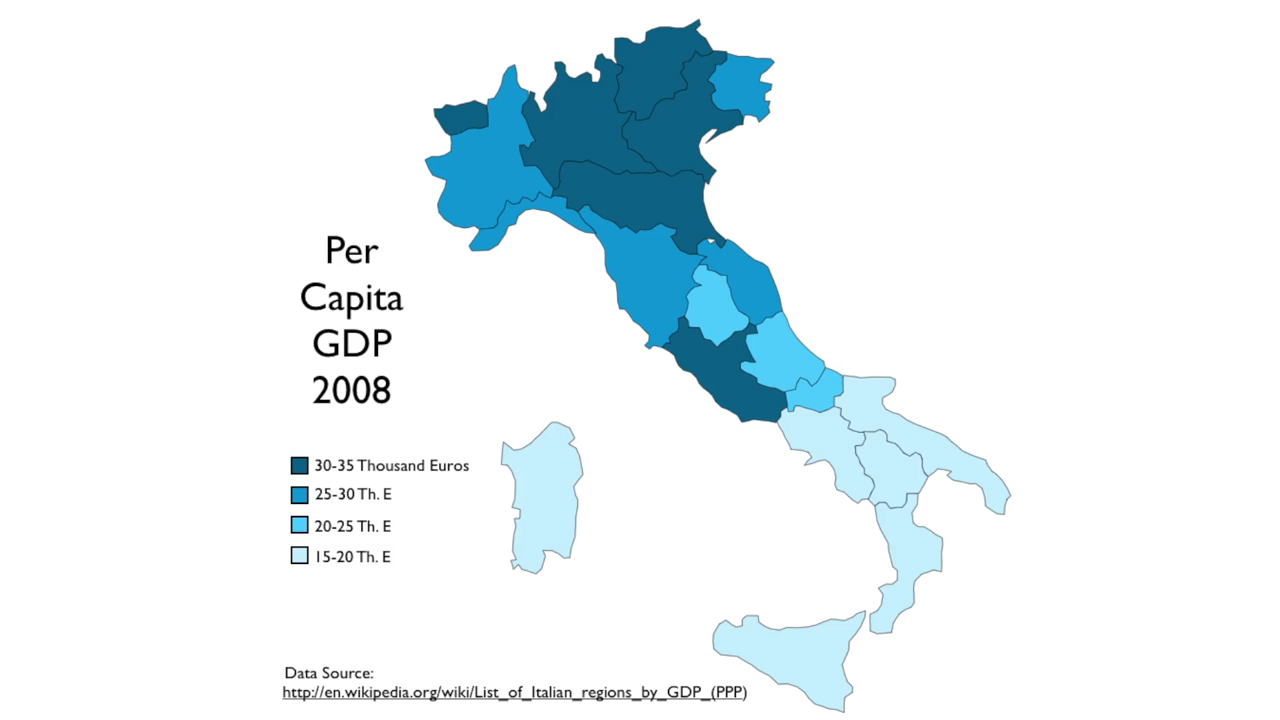 Per
Capita
GDP
2008
30-35 Thousand Euros
25-30 Th. E
20-25 Th. E
15-20 Th. E
Data Source:
http://en.wikipedia.org/wiki/List_of_Italian_regions_by_GDP_(PPP)